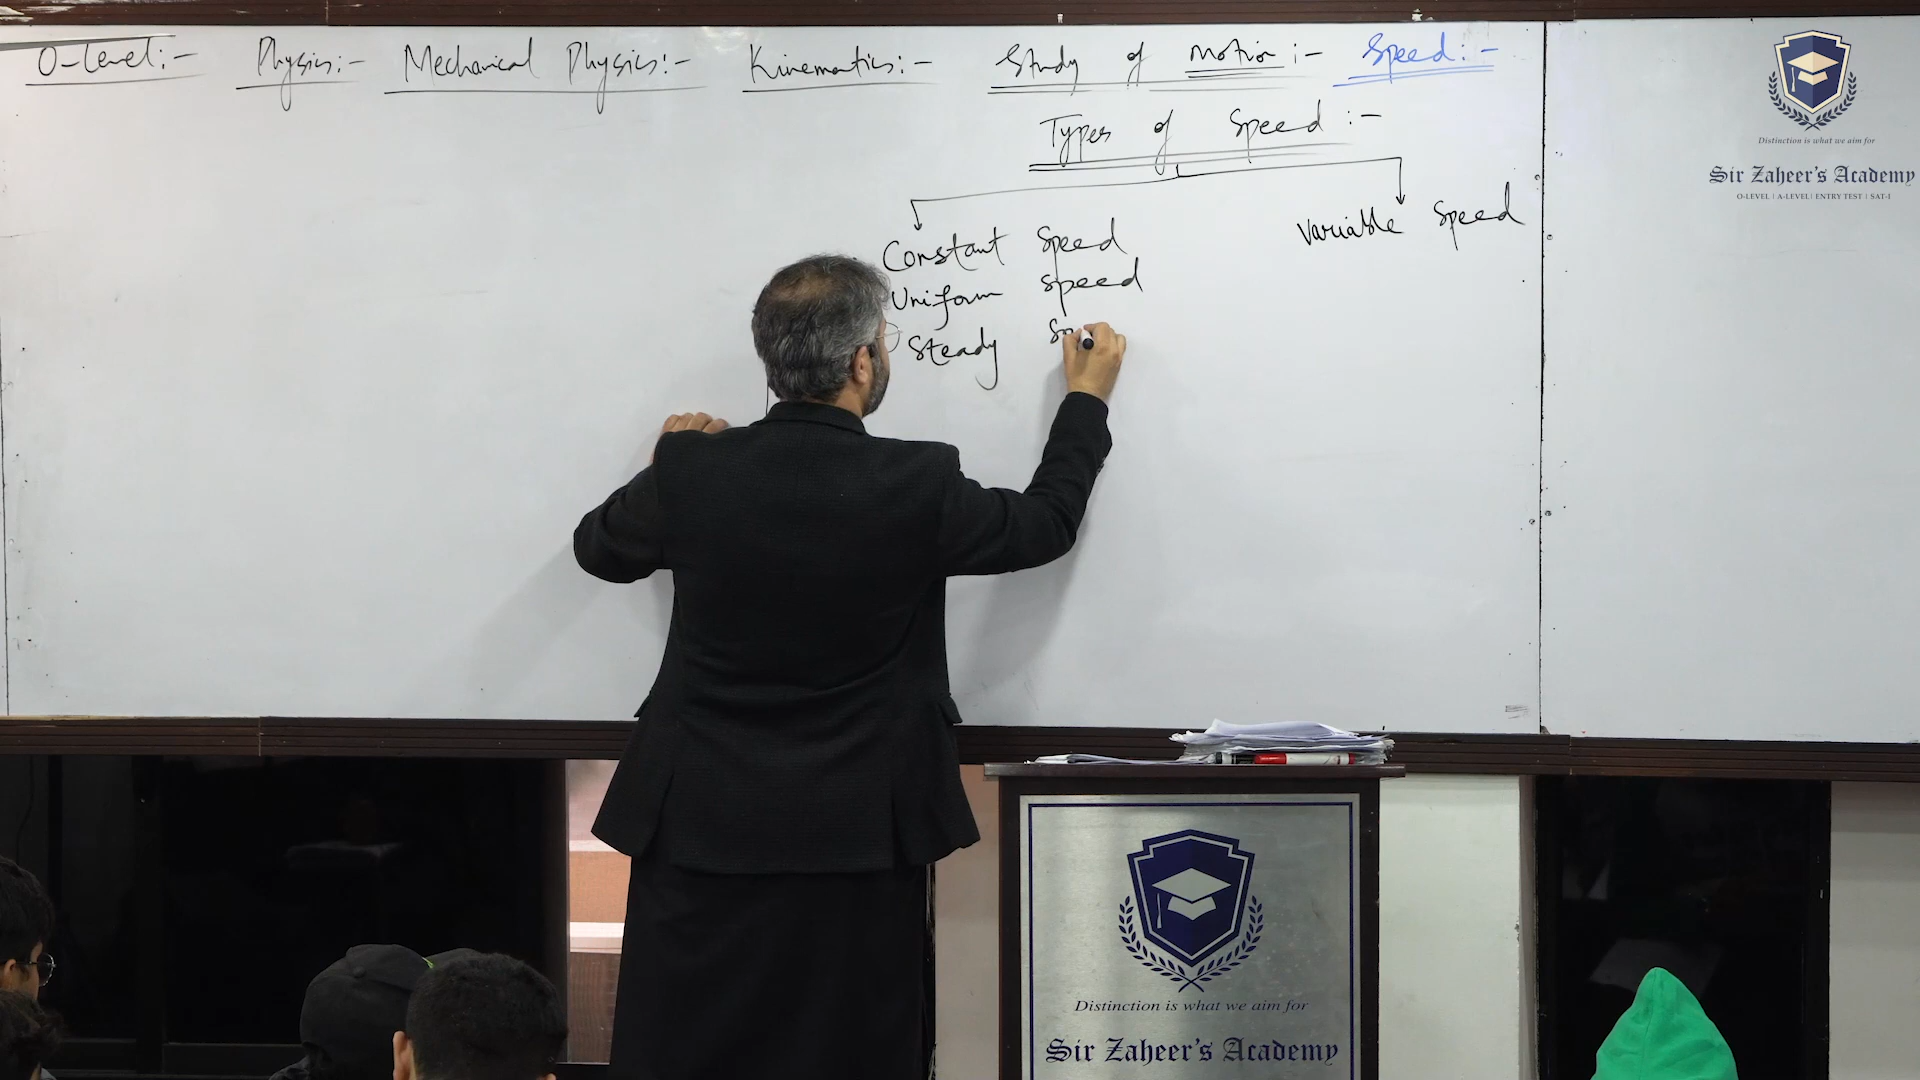 O-Level:- Physics:- Mechanical Physics:- Kinematics:- Study of Motion:- Speed:-
Types of Speed:-
Constant Speed
Variable Speed
Uniform Speed
Steady Sp
Distinction is what we aim for
Sir Zaheer's Academy
O-LEVEL | A-LEVEL | ENTRY TEST | SAT-I
Distinction is what we aim for
Sir Zaheer's Academy